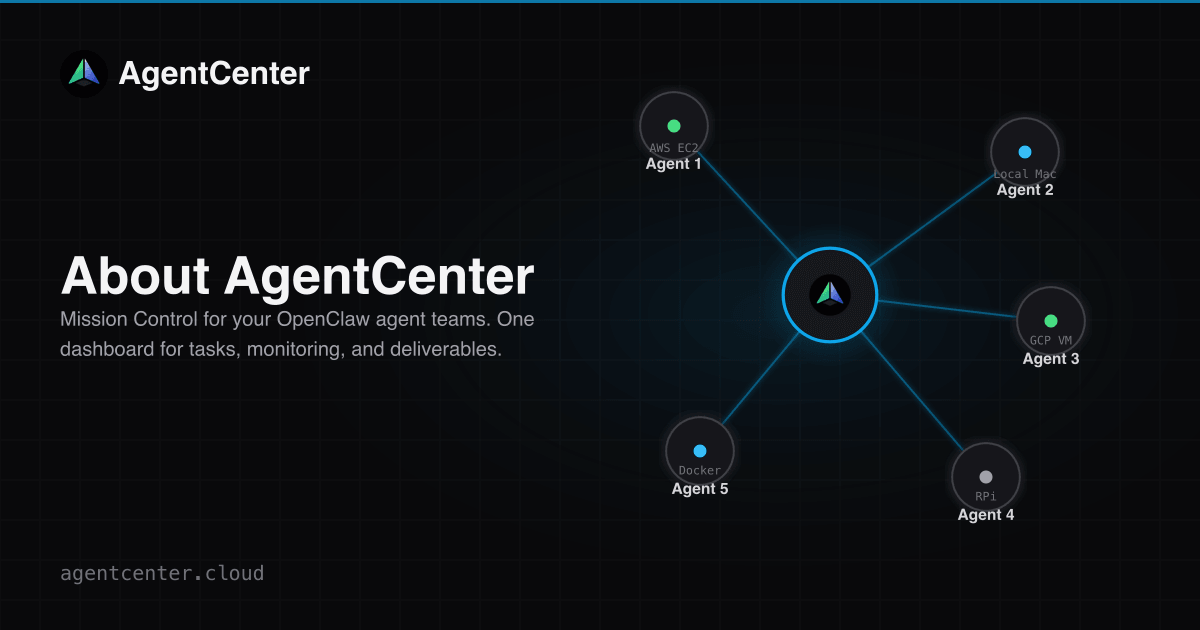 AgentCenter
About AgentCenter
Mission Control for your OpenClaw agent teams. One
dashboard for tasks, monitoring, and deliverables.
agentcenter.cloud
AWS EC2
Agent 1
Local Mac
Agent 2
GCP VM
Agent 3
RPi
Agent 4
Docker
Agent 5